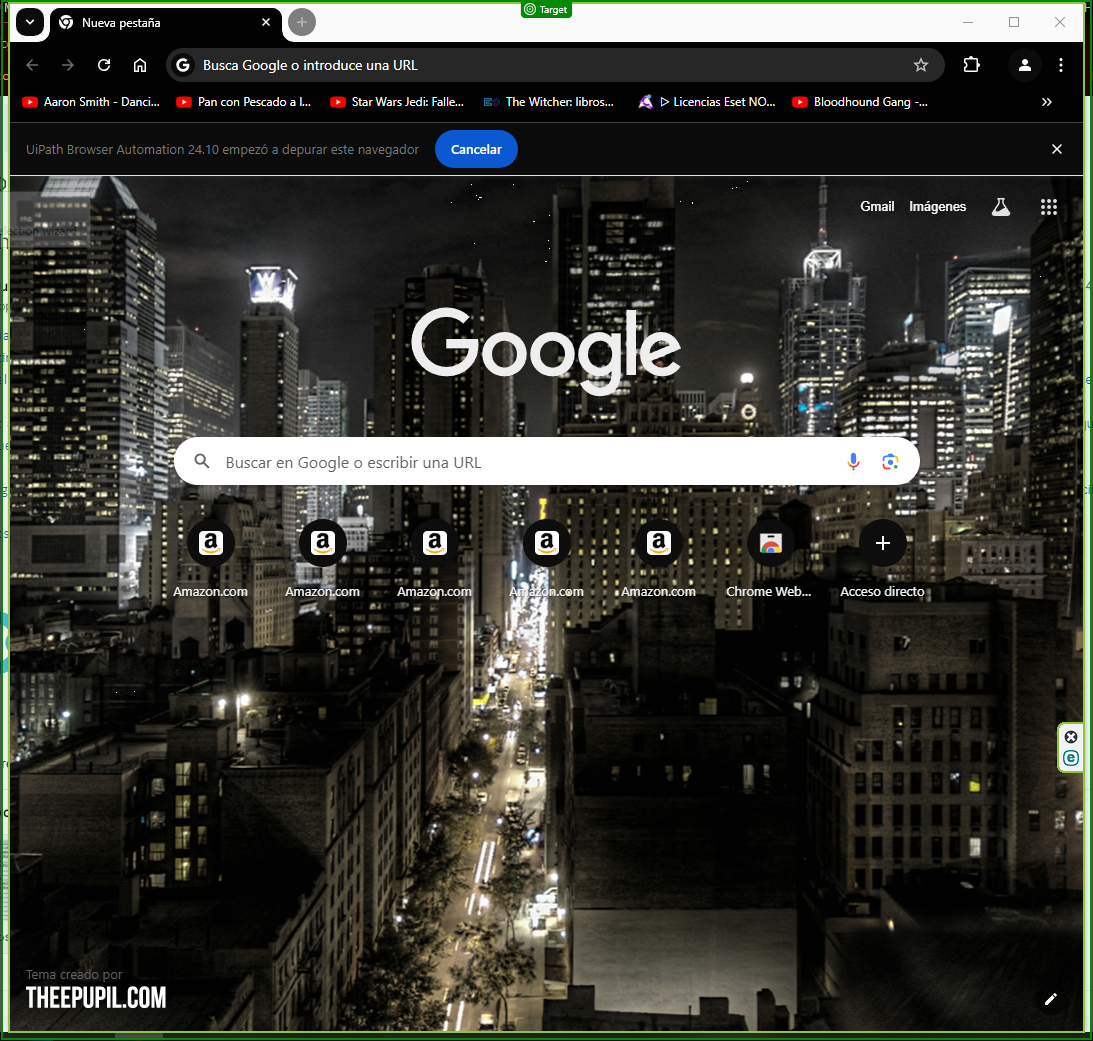 Target
Nueva pestaña
Busca Google o introduce una URL
Aaron Smith - Danci...
Pan con Pescado a l...
Star Wars Jedi: Falle...
The Witcher: libros...
ᐅ Licencias Eset NO...
Bloodhound Gang -...
UiPath Browser Automation 24.10 empezó a depurar este navegador
Cancelar
Gmail
Imágenes
W
Google
Buscar en Google o escribir una URL
Amazon.com
Amazon.com
Amazon.com
Amazon.com
Amazon.com
Chrome Web...
Acceso directo
Tema creado por
THEEPUPIL.COM